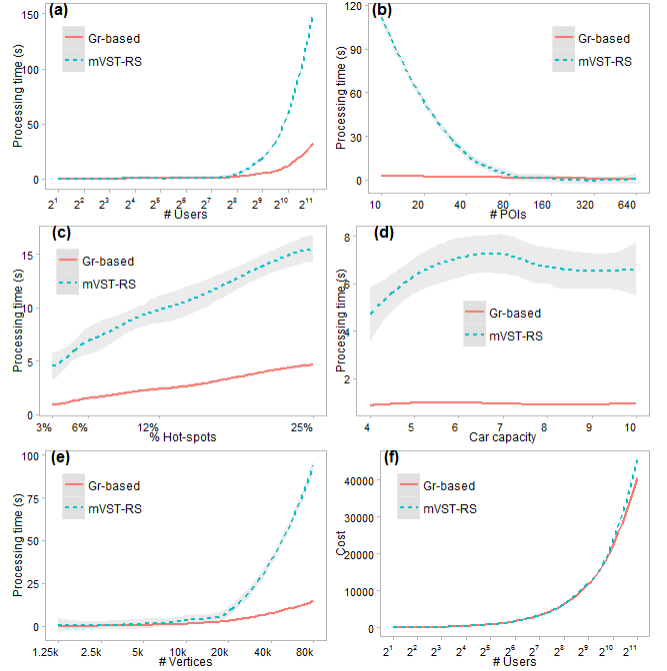 (a)
Gr-based
mVST-RS
Processing time (s)
150
100
50
0
2^1 2^2 2^3 2^4 2^5 2^6 2^7 2^8 2^9 2^10 2^11
# Users
(b)
Gr-based
mVST-RS
Processing time (s)
120
90
60
30
0
10 20 40 80 160 320 640
# POIs
(c)
Gr-based
mVST-RS
Processing time (s)
15
10
5
0
3% 6% 12% 25%
% Hot-spots
(d)
Gr-based
mVST-RS
Processing time (s)
8
6
4
2
4 5 6 7 8 9 10
Car capacity
(e)
Gr-based
mVST-RS
Processing time (s)
100
75
50
25
0
1.25k 2.5k 5k 10k 20k 40k 80k
# Vertices
(f)
Gr-based
mVST-RS
Cost
40000
30000
20000
10000
0
2^1 2^2 2^3 2^4 2^5 2^6 2^7 2^8 2^9 2^10 2^11
# Users